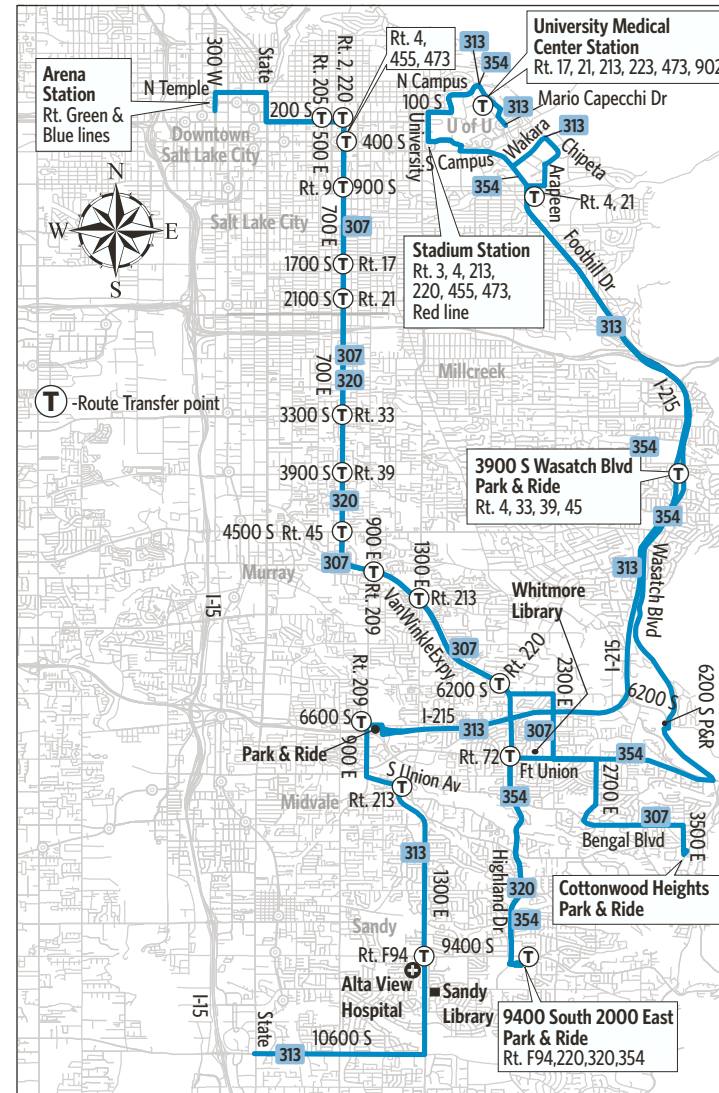 300 W
State
N Temple
Arena
Station
Rt. Green &
Blue lines
200 S
Rt. 205
Rt. 2, 220
Rt. 4,
455, 473
500 E
400 S
Downtown
Salt Lake City
N
W
E
S
Rt. 9
900 S
Salt Lake City
700 E
307
1700 S
Rt. 17
2100 S
Rt. 21
307
700 E
320
T
-Route Transfer point
3300 S
Rt. 33
3900 S
Rt. 39
320
4500 S
Rt. 45
307
900 E
Rt. 209
Murray
1300 E
Rt. 213
VanWinkleExpy
307
I-15
313
354
University Medical
Center Station
Rt. 17, 21, 213, 223, 473, 902
N Campus
100 S
313
Mario Capecchi Dr
U of U
University
S Campus
Wakara
313
Chipeta
354
Arapeen
Rt. 4, 21
Stadium Station
Rt. 3, 4, 213,
220, 455, 473,
Red line
Foothill Dr
313
Millcreek
I-215
354
3900 S Wasatch Blvd
Park & Ride
Rt. 4, 33, 39, 45
354
313
Wasatch Blvd
Whitmore
Library
I-215
6200 S
6200 S P&R
Rt. 220
6200 S
2300 E
307
Rt. 209
6600 S
I-215
313
Park & Ride
900 E
Rt. 72
Ft Union
354
S Union Av
Rt. 213
Midvale
354
2700 E
307
Bengal Blvd
3500 E
Cottonwood Heights
Park & Ride
313
1300 E
Highland Dr
320
354
Sandy
Rt. F94
9400 S
Alta View
Hospital
Sandy
Library
9400 South 2000 East
Park & Ride
Rt. F94,220,320,354
I-15
State
10600 S
313